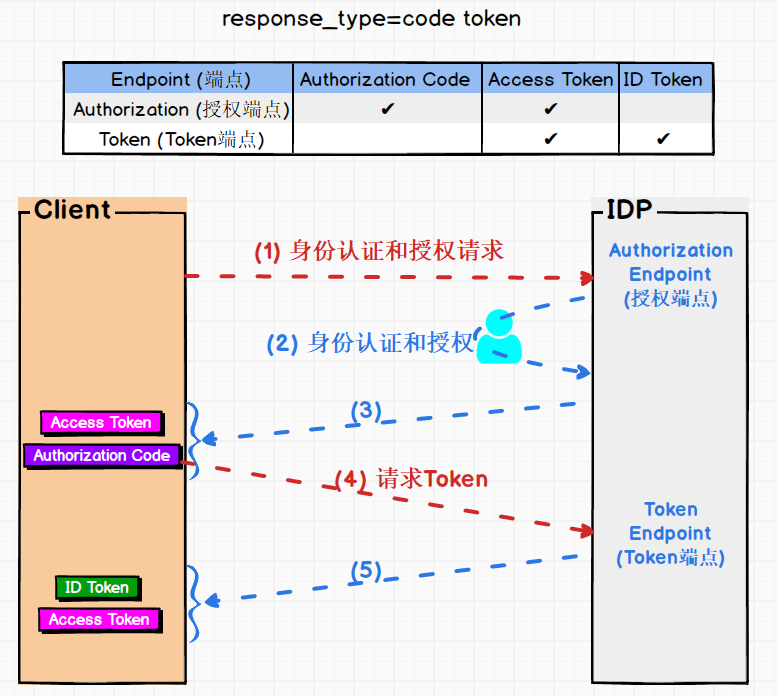 response_type=code token
Endpoint (端点) Authorization Code Access Token ID Token
Authorization (授权端点) ✔ ✔
Token (Token端点) ✔ ✔
Client
IDP
(1) 身份认证和授权请求
Authorization
Endpoint
(授权端点)
(2) 身份认证和授权
(3)
Access Token
Authorization Code
(4) 请求Token
Token
Endpoint
(Token端点)
(5)
ID Token
Access Token